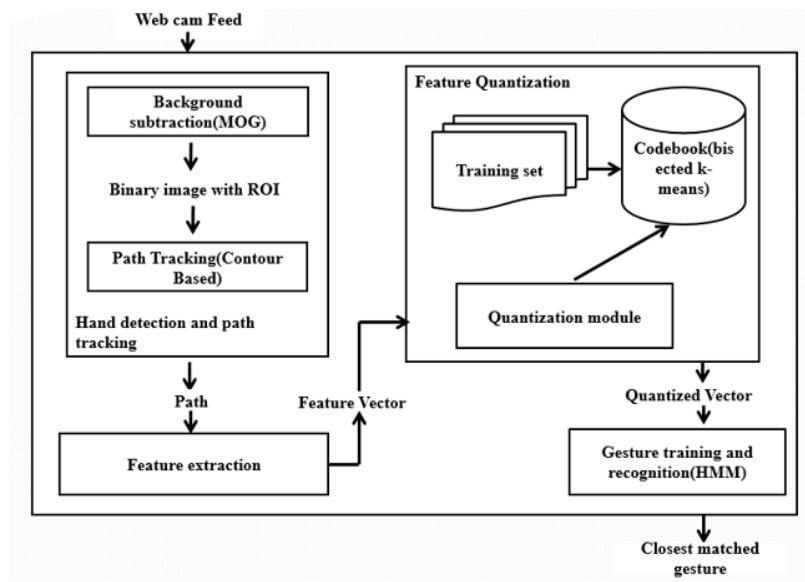 Web cam Feed
Background
subtraction(MOG)
Binary image with ROI
Path Tracking(Contour
Based)
Hand detection and path
tracking
Path
Feature extraction
Feature Vector
Feature Quantization
Training set
Codebook(bis
ected k-
means)
Quantization module
Quantized Vector
Gesture training and
recognition(HMM)
Closest matched
gesture